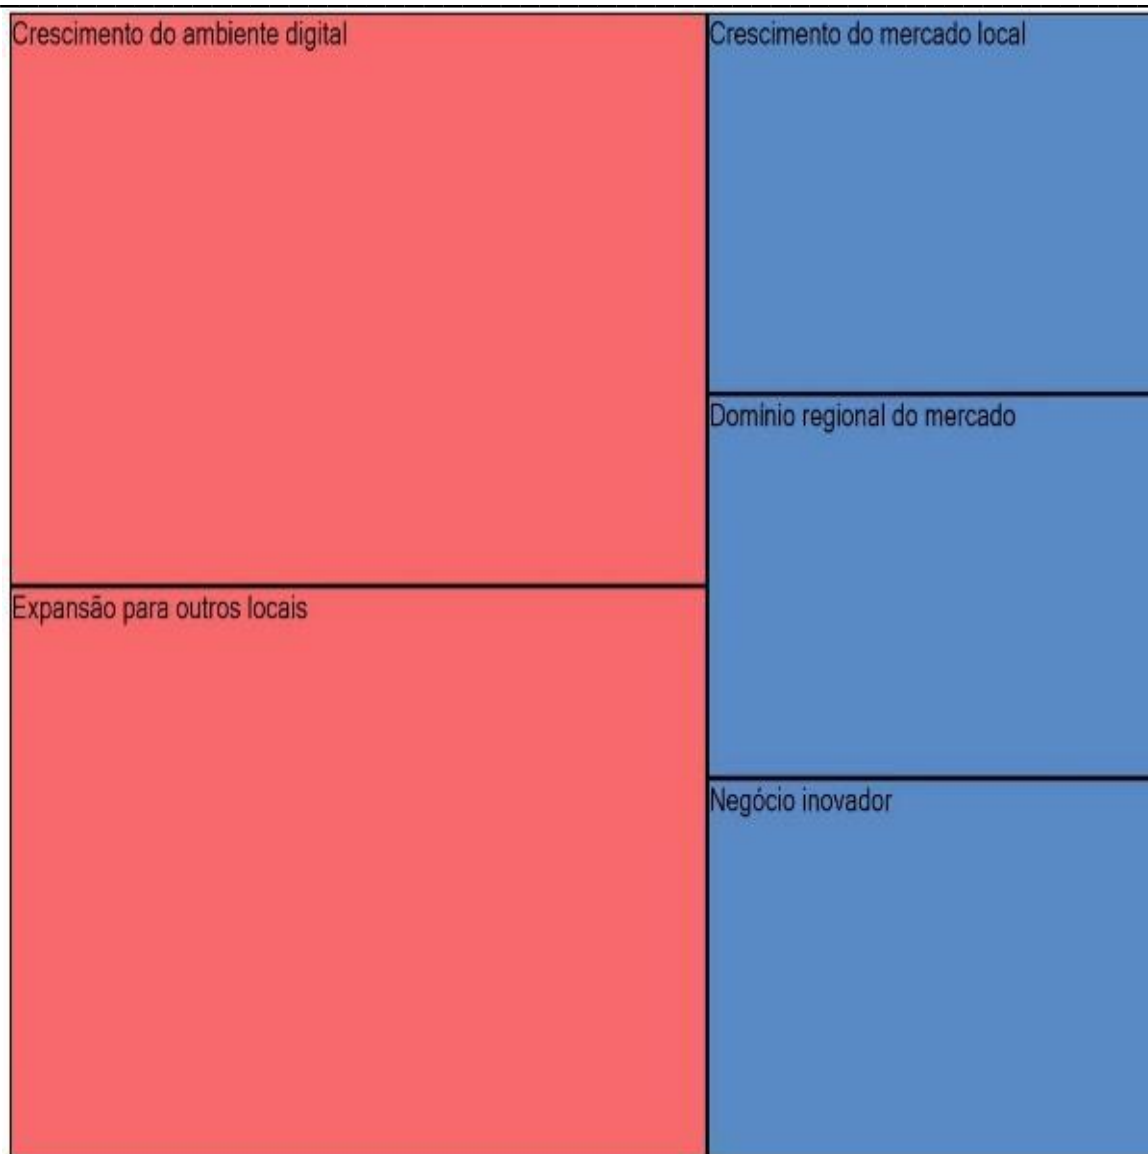 Crescimento do ambiente digital
Crescimento do mercado local
Domínio regional do mercado
Expansão para outros locais
Negócio inovador